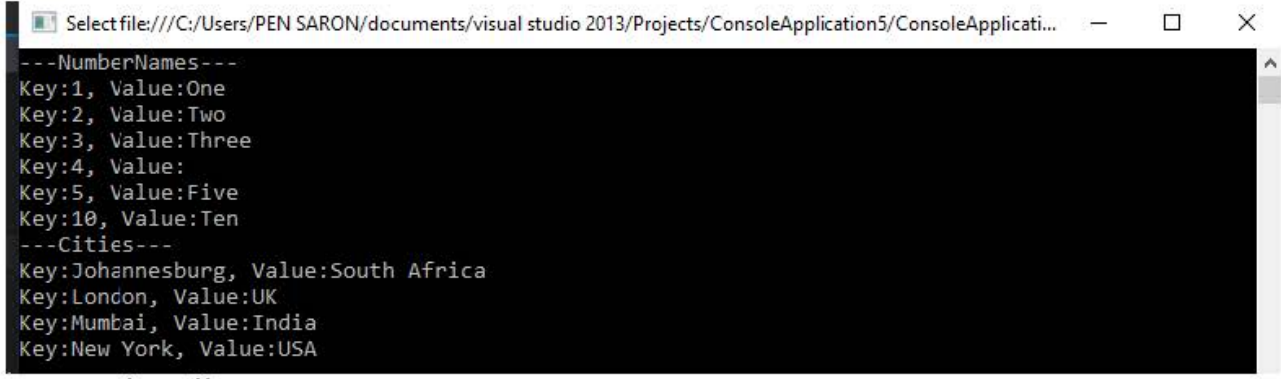 Select file:///C:/Users/PEN SARON/documents/visual studio 2013/Projects/ConsoleApplication5/ConsoleApplicati...
---NumberNames---
Key:1, Value:One
Key:2, Value:Two
Key:3, Value:Three
Key:4, Value:
Key:5, Value:Five
Key:10, Value:Ten
---Cities---
Key:Johannesburg, Value:South Africa
Key:London, Value:UK
Key:Mumbai, Value:India
Key:New York, Value:USA